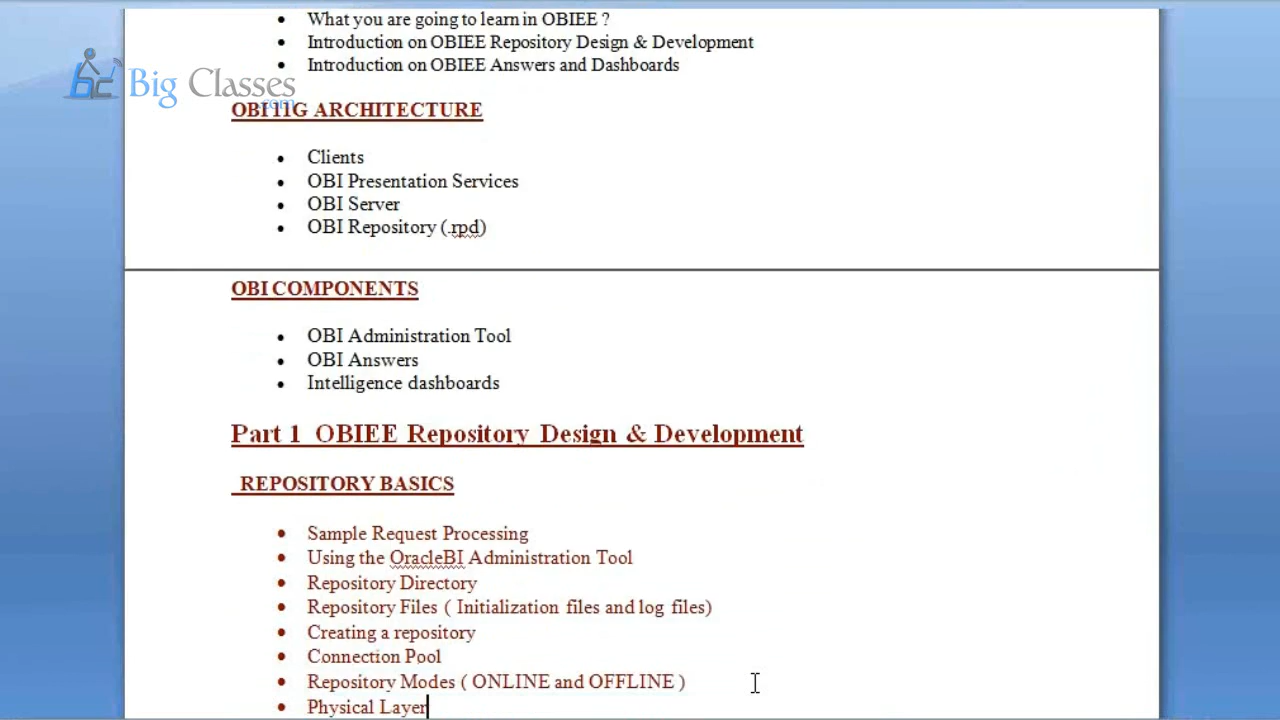 What you are going to learn in OBIEE ?
Introduction on OBIEE Repository Design & Development
Introduction on OBIEE Answers and Dashboards
Big Classes
.com
OBI 11G ARCHITECTURE
Clients
OBI Presentation Services
OBI Server
OBI Repository (.rpd)
OBI COMPONENTS
OBI Administration Tool
OBI Answers
Intelligence dashboards
Part 1 OBIEE Repository Design & Development
REPOSITORY BASICS
Sample Request Processing
Using the OracleBI Administration Tool
Repository Directory
Repository Files ( Initialization files and log files)
Creating a repository
Connection Pool
Repository Modes ( ONLINE and OFFLINE )
Physical Layer